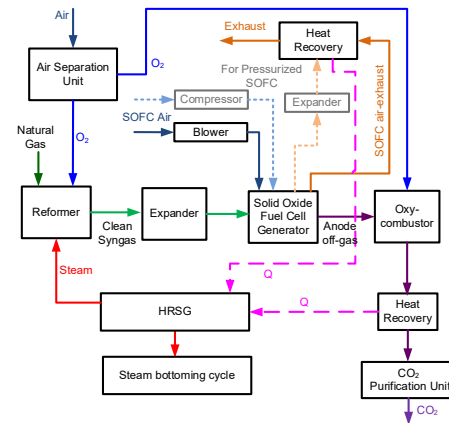 Air
O₂
Exhaust
Heat
Recovery
Air Separation
Unit
For Pressurized
SOFC
Compressor
Expander
SOFC Air
Blower
SOFC air-exhaust
O₂
Natural
Gas
Reformer
Clean
Syngas
Expander
Solid Oxide
Fuel Cell
Generator
Anode
off-gas
Oxy-
combustor
Steam
Q
Q
HRSG
Heat
Recovery
Steam bottoming cycle
CO₂
Purification Unit
CO₂